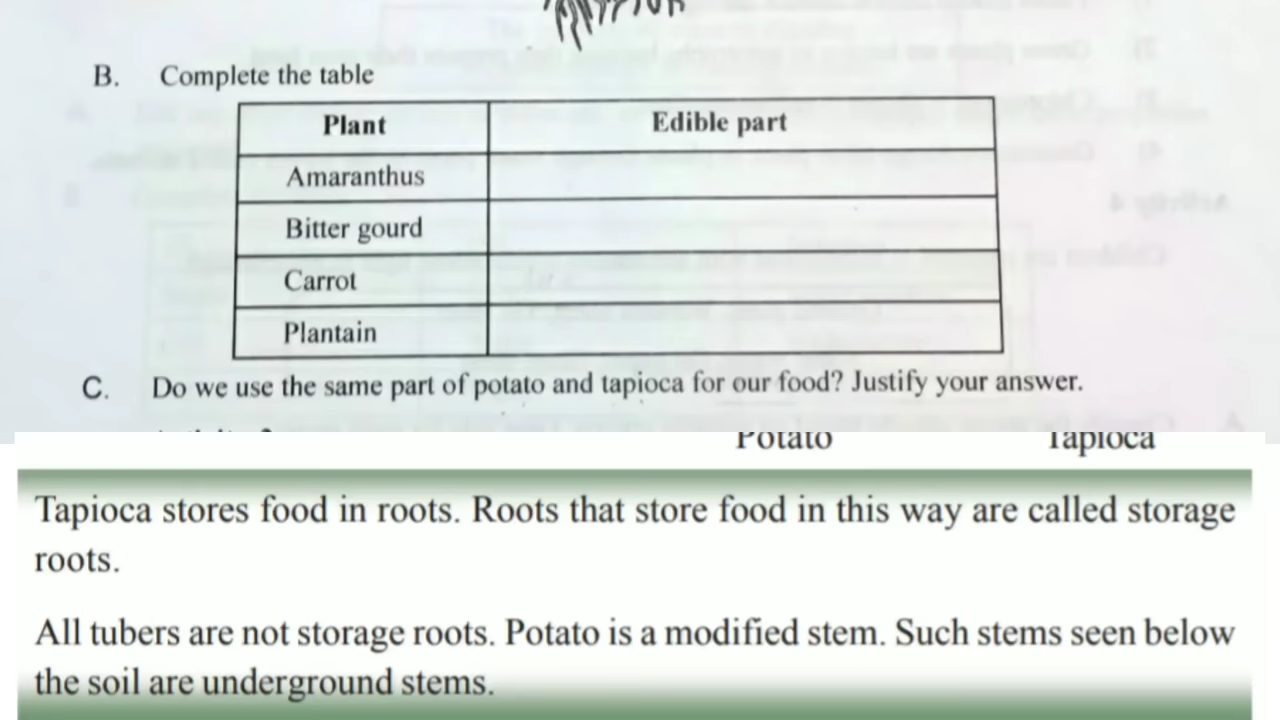 B. Complete the table
Plant Edible part
Amaranthus
Bitter gourd
Carrot
Plantain
C. Do we use the same part of potato and tapioca for our food? Justify your answer.
Potato Tapioca
Tapioca stores food in roots. Roots that store food in this way are called storage
roots.
All tubers are not storage roots. Potato is a modified stem. Such stems seen below
the soil are underground stems.